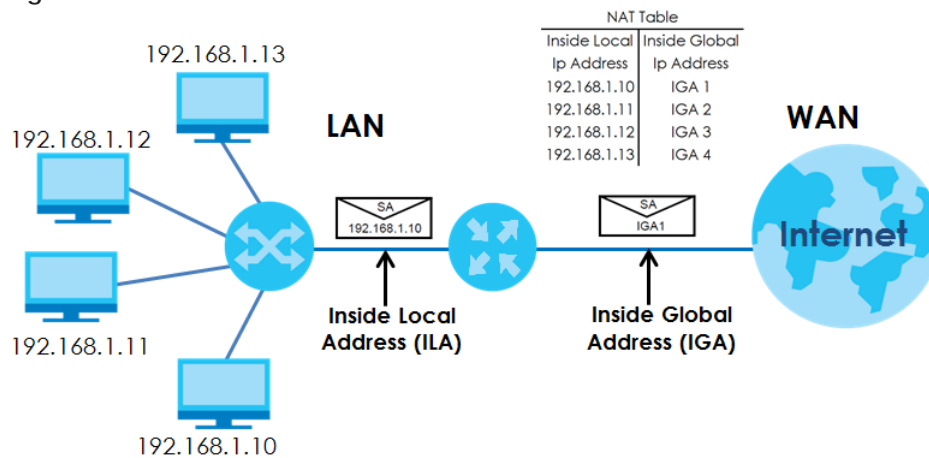 NAT Table
Inside Local Inside Global
Ip Address Ip Address
192.168.1.10 IGA 1
192.168.1.11 IGA 2
192.168.1.12 IGA 3
192.168.1.13 IGA 4
192.168.1.13
192.168.1.12
LAN
WAN
SA
192.168.1.10
SA
IGA1
Internet
Inside Local
Address (ILA)
Inside Global
Address (IGA)
192.168.1.11
192.168.1.10